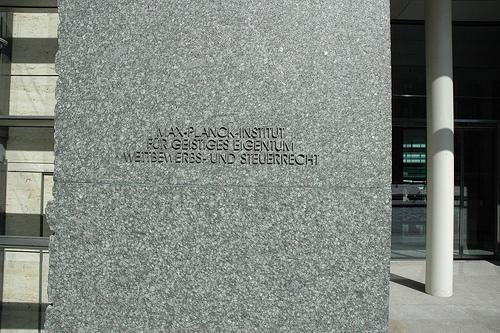 MAX-PLANCK-INSTITUT
FÜR GEISTIGES EIGENTUM
WETTBEWERBS- UND STEUERRECHT